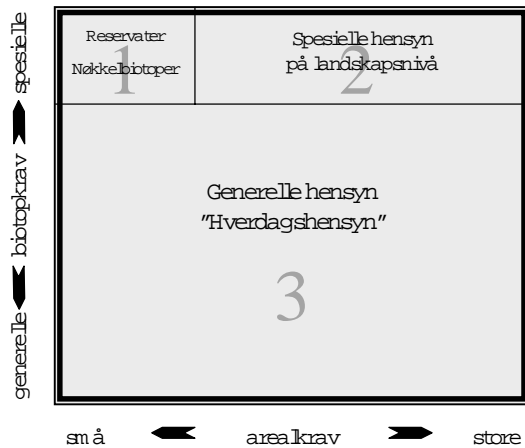 Reservater
Nøkkelbiotoper
1
Spesielle hensyn
på landskapsnivå
2
Generelle hensyn
"Hverdagshensyn"
3
generelle biotopkrav spesielle
små arealkrav store